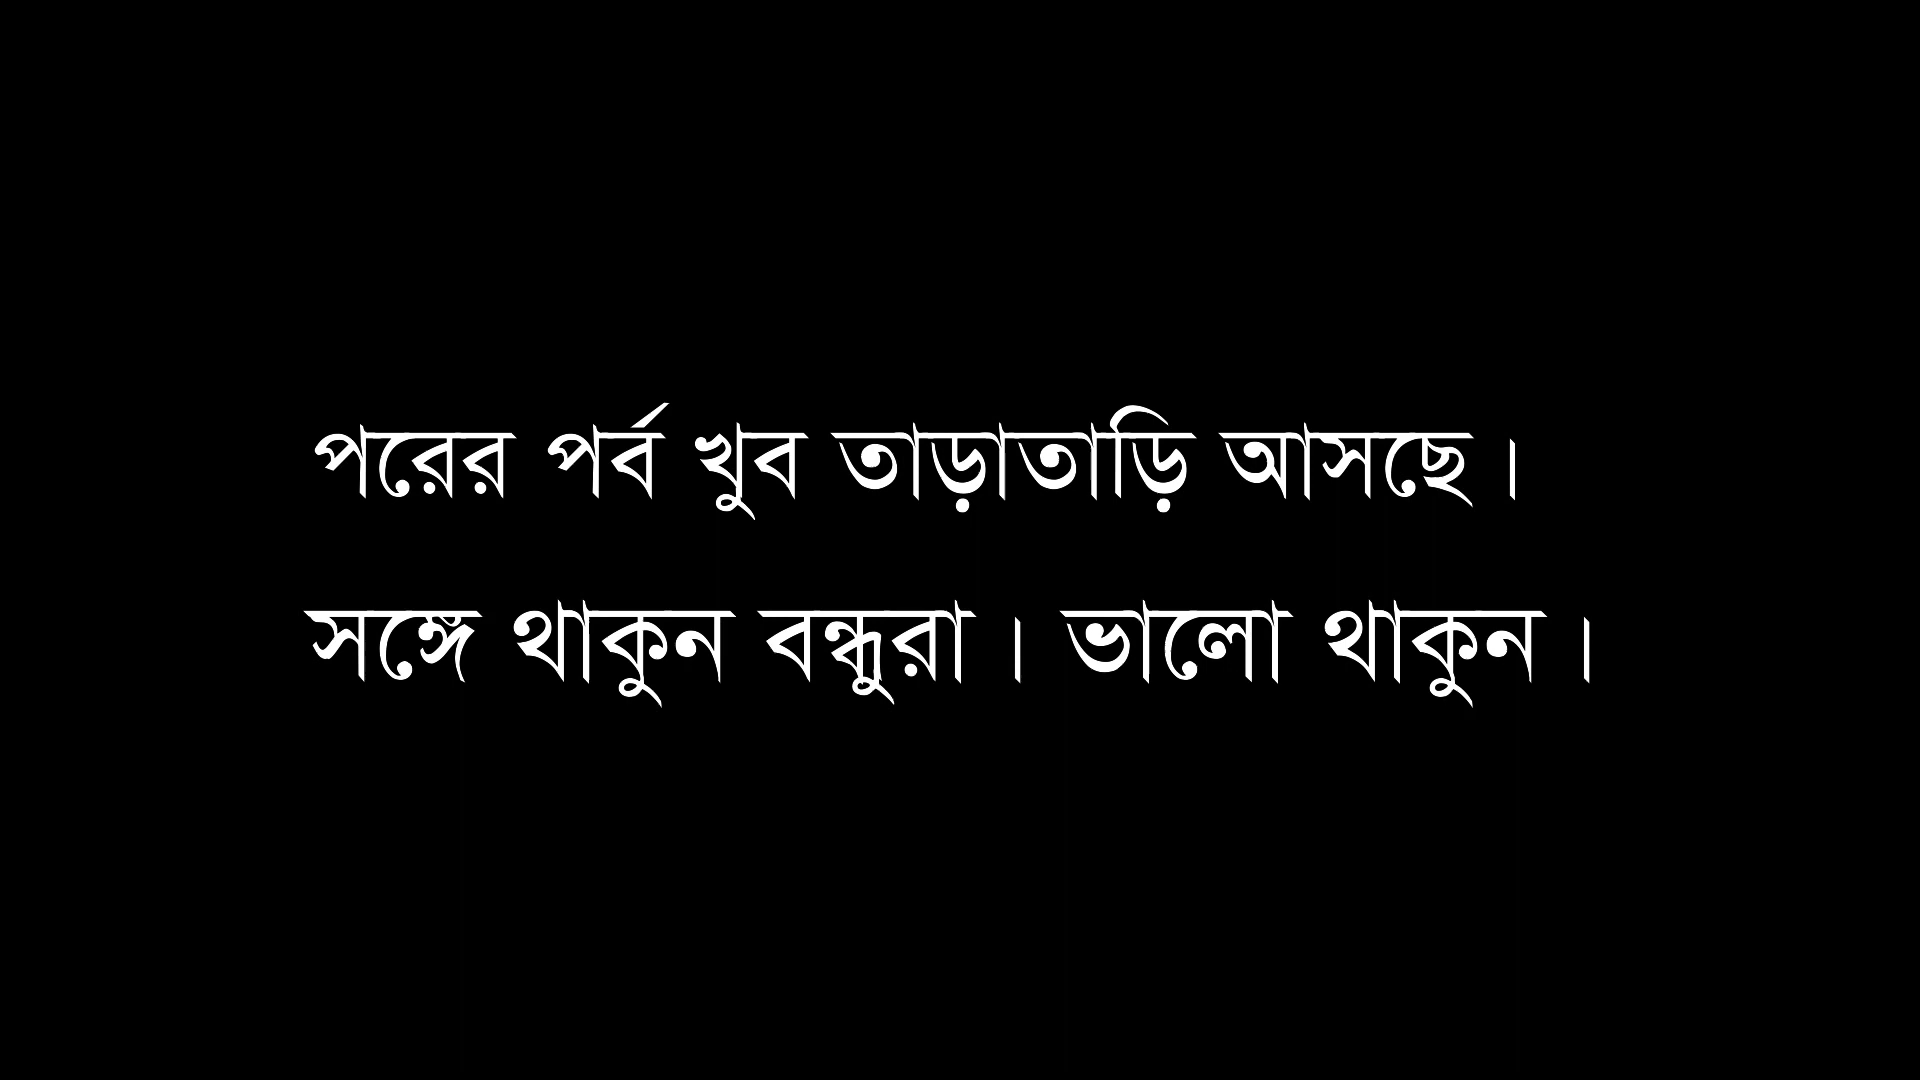 পরের পর্ব খুব তাড়াতাড়ি আসছে।
সঙ্গে থাকুন বন্ধুরা। ভালো থাকুন।